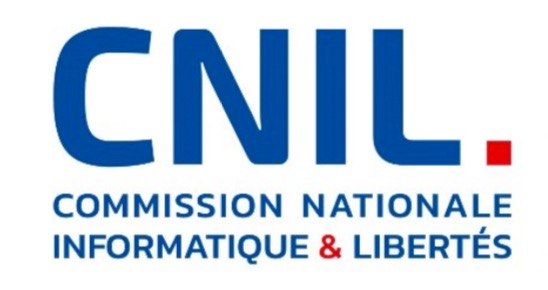 CNIL.
COMMISSION NATIONALE
INFORMATIQUE & LIBERTÉS